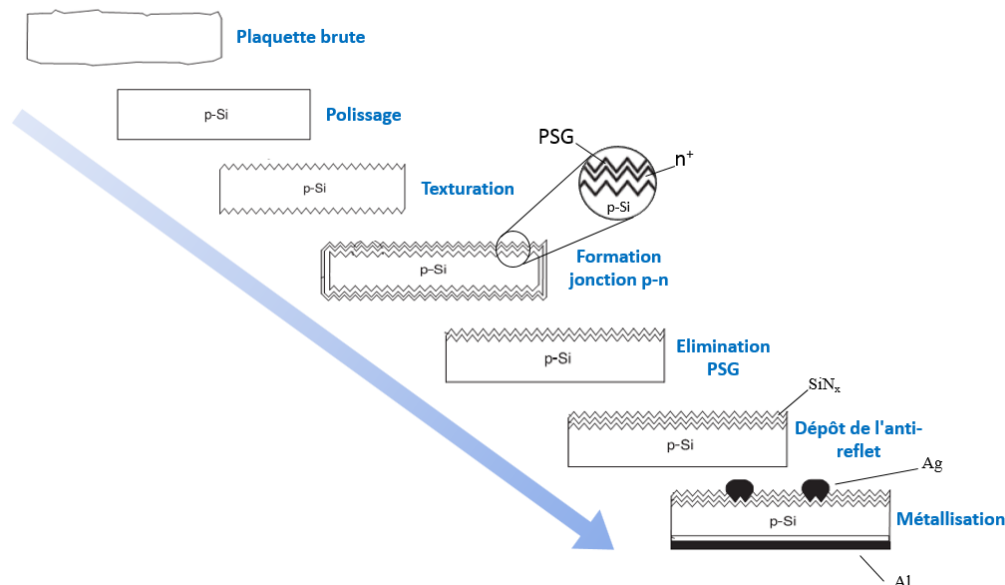 Plaquette brute
p-Si
Polissage
PSG
n+
p-Si
p-Si
Texturation
p-Si
Formation
jonction p-n
p-Si
Elimination
PSG
SiNx
p-Si
Dépôt de l'anti-
reflet
Ag
p-Si
Métallisation
Al